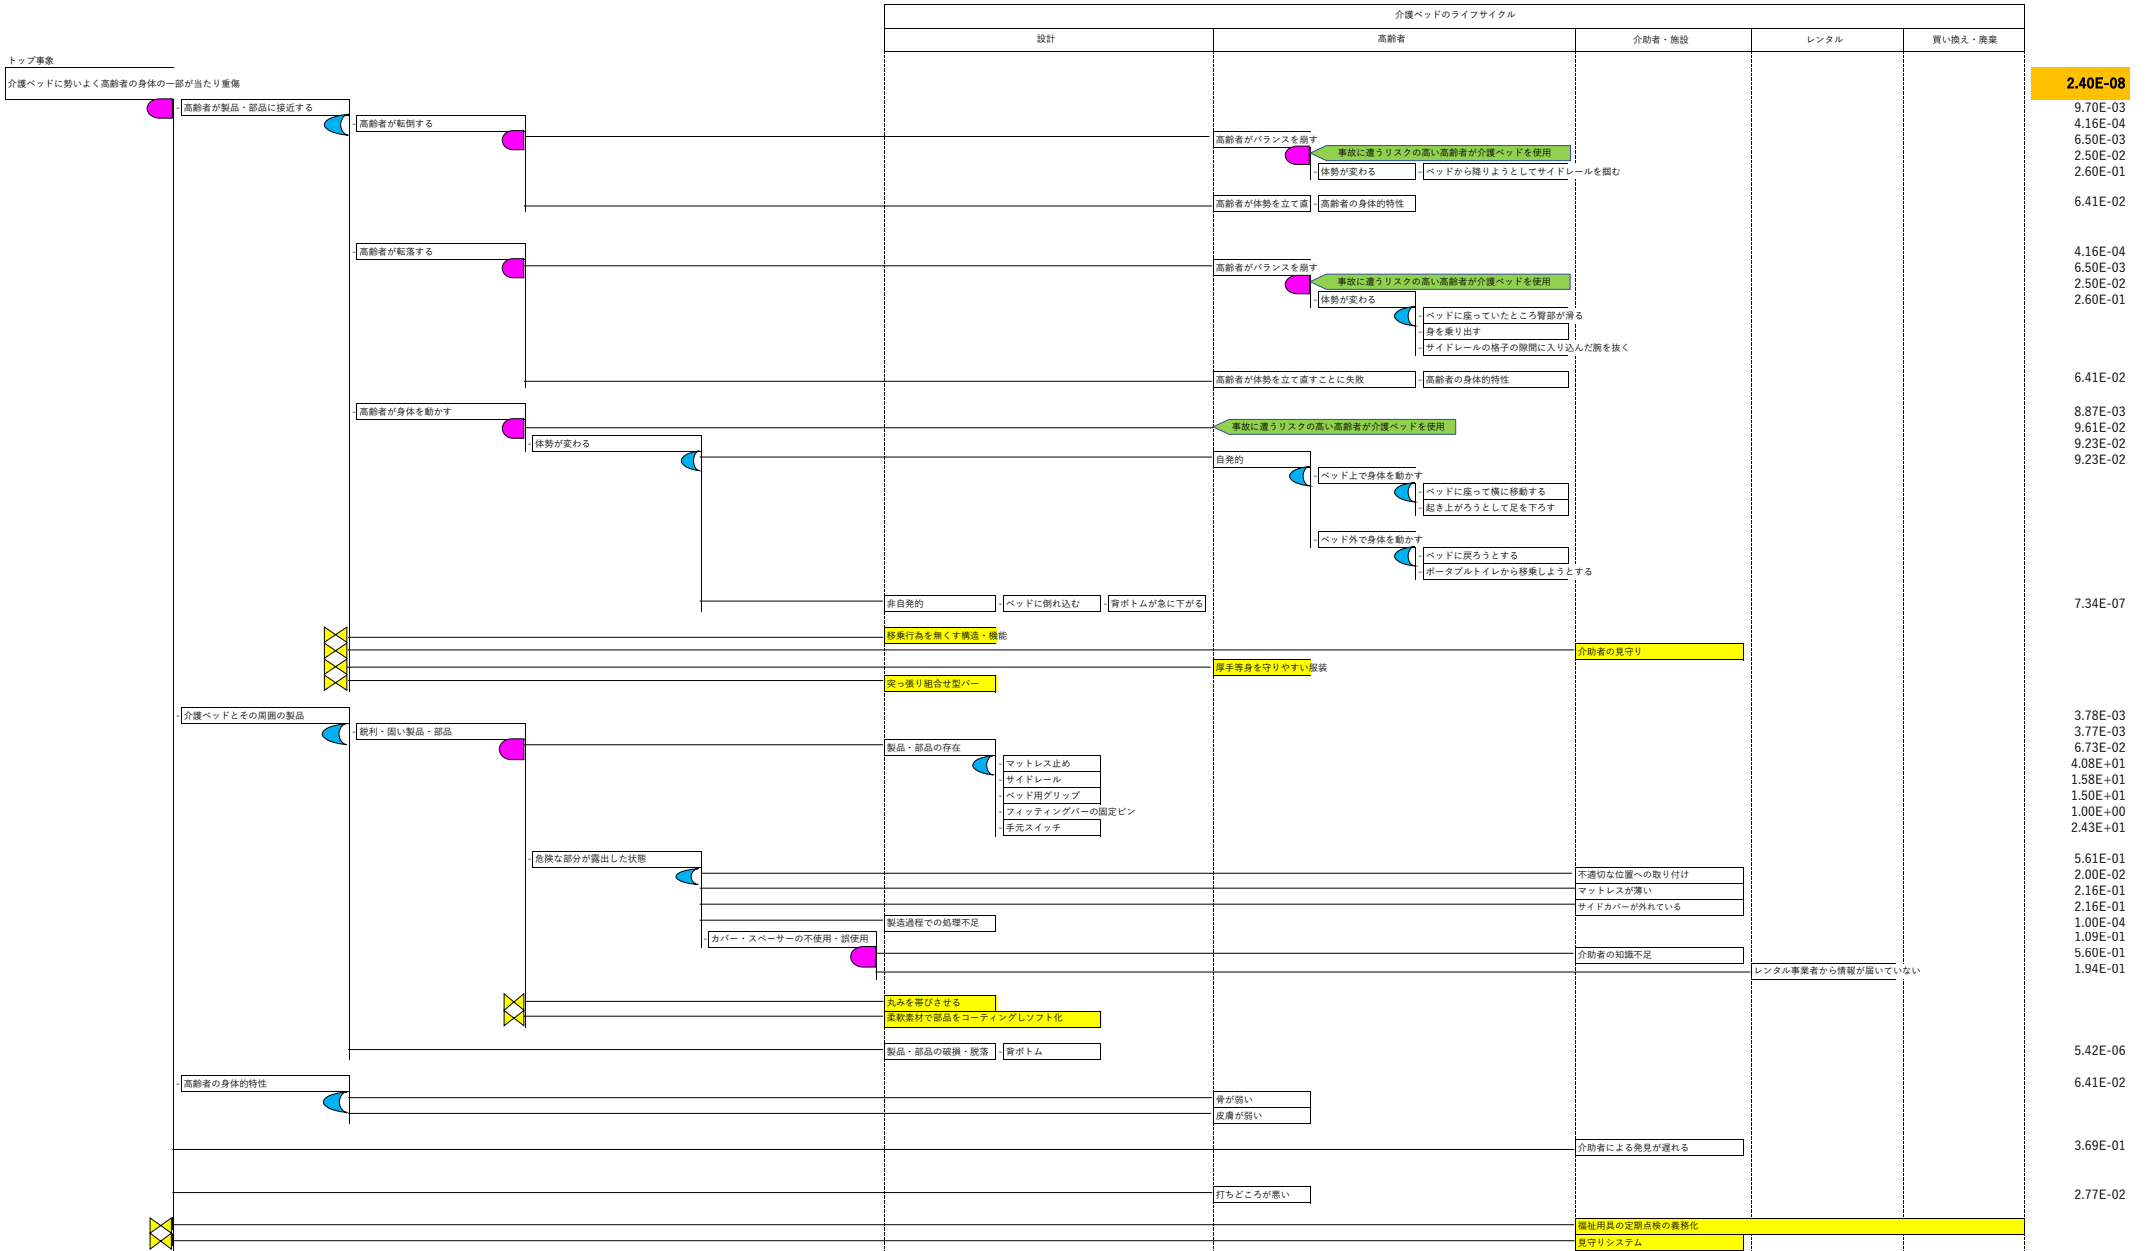 介護ベッドのライフサイクル
設計 高齢者 介助者・施設 レンタル 買い換え・廃棄
トップ事象
介護ベッドに勢いよく高齢者の身体の一部が当たり重傷 2.40E-08
高齢者が製品・部品に接近する 9.70E-03
高齢者が転倒する 4.16E-04
高齢者がバランスを崩す 6.50E-03
事故に遭うリスクの高い高齢者が介護ベッドを使用 2.50E-02
体勢が変わる ベッドから降りようとしてサイドレールを掴む 2.60E-01
高齢者が体勢を立て直 高齢者の身体的特性 6.41E-02
高齢者が転落する 4.16E-04
高齢者がバランスを崩す 6.50E-03
事故に遭うリスクの高い高齢者が介護ベッドを使用 2.50E-02
体勢が変わる 2.60E-01
ベッドに座っていたところ臀部が滑る
身を乗り出す
サイドレールの格子の隙間に入り込んだ腕を抜く
高齢者が体勢を立て直すことに失敗 高齢者の身体的特性 6.41E-02
高齢者が身体を動かす 8.87E-03
事故に遭うリスクの高い高齢者が介護ベッドを使用 9.61E-02
体勢が変わる 9.23E-02
自発的 9.23E-02
ベッド上で身体を動かす
ベッドに座って横に移動する
起き上がろうとして足を下ろす
ベッド外で身体を動かす
ベッドに戻ろうとする
ポータブルトイレから移乗しようとする
非自発的 ベッドに倒れ込む 背ボトムが急に下がる 7.34E-07
移乗行為を無くす構造・機能
介助者の見守り
厚手等身を守りやすい服装
突っ張り組合せ型バー
介護ベッドとその周囲の製品 3.78E-03
鋭利・固い製品・部品 3.77E-03
製品・部品の存在 6.73E-02
マットレス止め 4.08E+01
サイドレール 1.58E+01
ベッド用グリップ 1.50E+01
フィッティングバーの固定ピン 1.00E+00
手元スイッチ 2.43E+01
危険な部分が露出した状態 5.61E-01
不適切な位置への取り付け 2.00E-02
マットレスが薄い 2.16E-01
サイドカバーが外れている 2.16E-01
製造過程での処理不足 1.00E-04
カバー・スペーサーの不使用・誤使用 1.09E-01
介助者の知識不足 5.60E-01
レンタル事業者から情報が届いていない 1.94E-01
丸みを帯びさせる
柔軟素材で部品をコーティングしソフト化
製品・部品の破損・脱落 背ボトム 5.42E-06
高齢者の身体的特性 6.41E-02
骨が弱い
皮膚が弱い
介助者による発見が遅れる 3.69E-01
打ちどころが悪い 2.77E-02
福祉用具の定期点検の義務化
見守りシステム